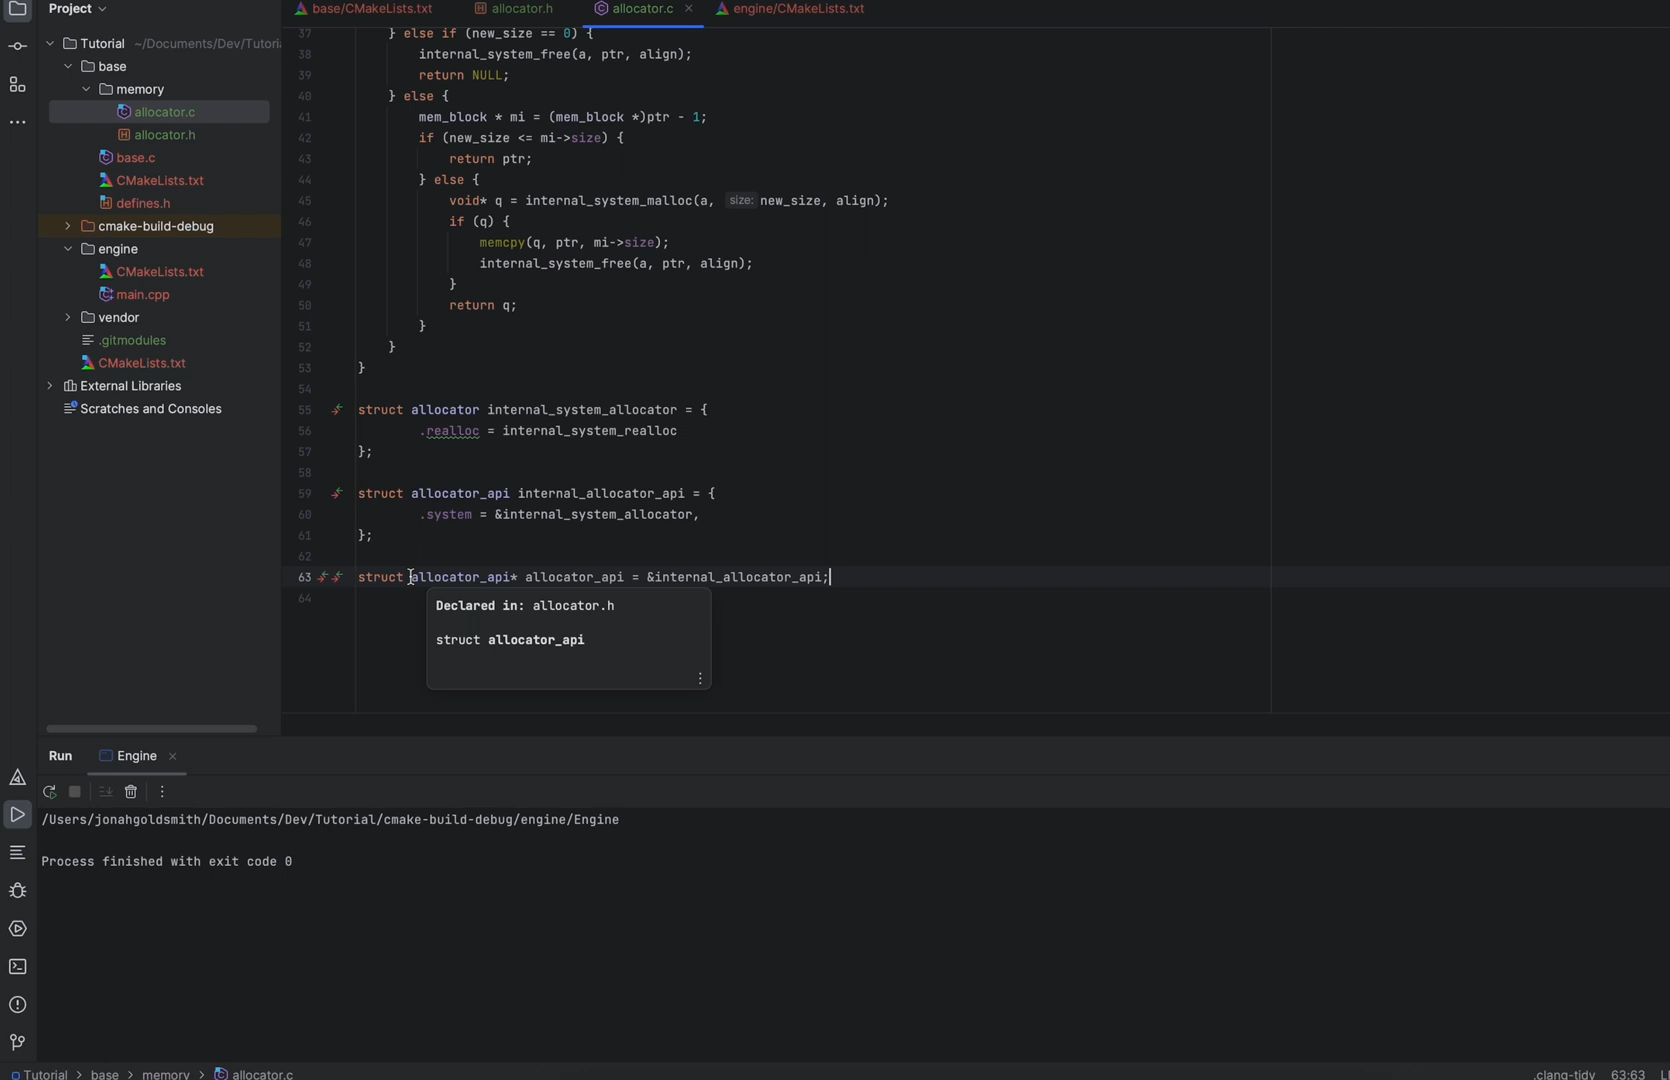 Project
base/CMakeLists.txt
allocator.h
allocator.c
engine/CMakeLists.txt
Tutorial ~/Documents/Dev/Tutoria
base
memory
allocator.c
allocator.h
base.c
CMakeLists.txt
defines.h
cmake-build-debug
engine
CMakeLists.txt
main.cpp
vendor
.gitmodules
CMakeLists.txt
External Libraries
Scratches and Consoles
37 } else if (new_size == 0) {
38 internal_system_free(a, ptr, align);
39 return NULL;
40 } else {
41 mem_block * mi = (mem_block *)ptr - 1;
42 if (new_size <= mi->size) {
43 return ptr;
44 } else {
45 void* q = internal_system_malloc(a, size: new_size, align);
46 if (q) {
47 memcpy(q, ptr, mi->size);
48 internal_system_free(a, ptr, align);
49 }
50 return q;
51 }
52 }
53 }
54
55 struct allocator internal_system_allocator = {
56 .realloc = internal_system_realloc
57 };
58
59 struct allocator_api internal_allocator_api = {
60 .system = &internal_system_allocator,
61 };
62
63 struct allocator_api* allocator_api = &internal_allocator_api;
64
Declared in: allocator.h
struct allocator_api
Run Engine
/Users/jonahgoldsmith/Documents/Dev/Tutorial/cmake-build-debug/engine/Engine
Process finished with exit code 0
Tutorial > base > memory > allocator.c
.clang-tidy 63:63